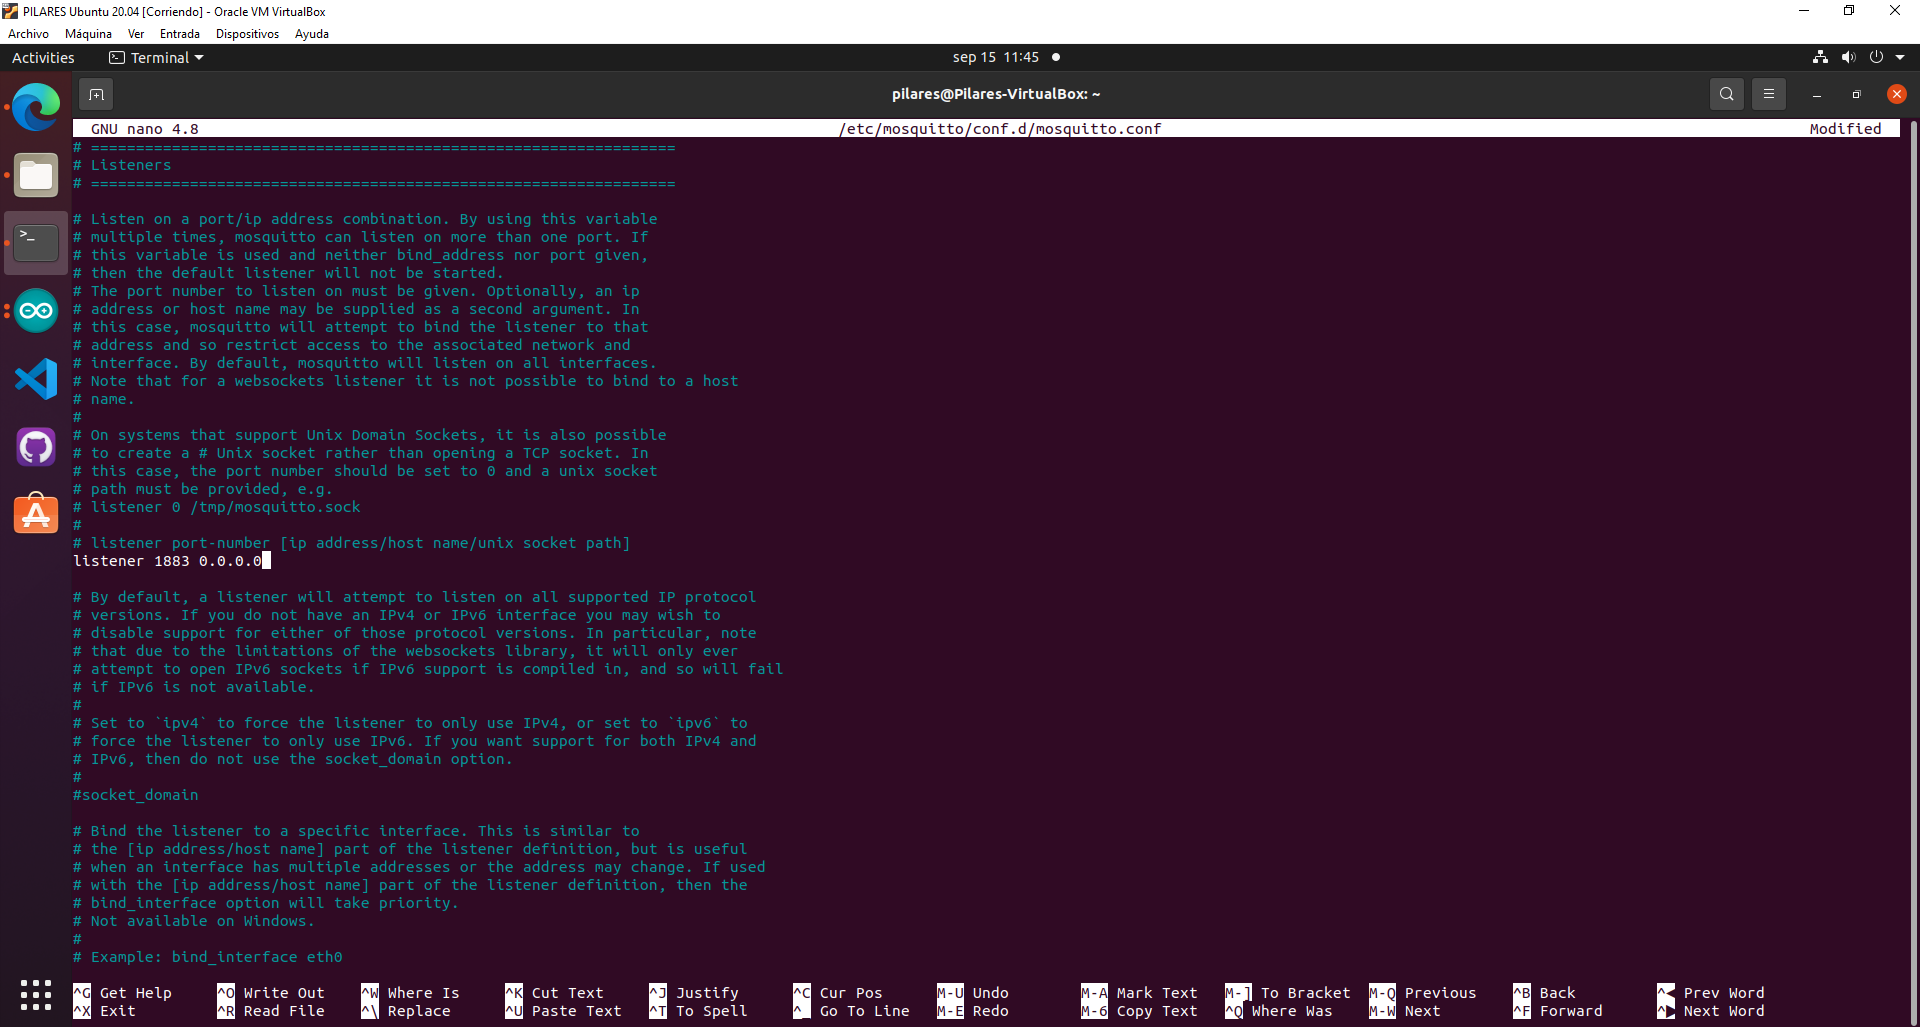 PILARES Ubuntu 20.04 [Corriendo] - Oracle VM VirtualBox
Archivo Máquina Ver Entrada Dispositivos Ayuda
Activities Terminal sep 15 11:45
pilares@Pilares-VirtualBox: ~
GNU nano 4.8 /etc/mosquitto/conf.d/mosquitto.conf Modified
# =================================================================
# Listeners
# =================================================================
# Listen on a port/ip address combination. By using this variable
# multiple times, mosquitto can listen on more than one port. If
# this variable is used and neither bind_address nor port given,
# then the default listener will not be started.
# The port number to listen on must be given. Optionally, an ip
# address or host name may be supplied as a second argument. In
# this case, mosquitto will attempt to bind the listener to that
# address and so restrict access to the associated network and
# interface. By default, mosquitto will listen on all interfaces.
# Note that for a websockets listener it is not possible to bind to a host
# name.
#
# On systems that support Unix Domain Sockets, it is also possible
# to create a # Unix socket rather than opening a TCP socket. In
# this case, the port number should be set to 0 and a unix socket
# path must be provided, e.g.
# listener 0 /tmp/mosquitto.sock
#
# listener port-number [ip address/host name/unix socket path]
listener 1883 0.0.0.0
# By default, a listener will attempt to listen on all supported IP protocol
# versions. If you do not have an IPv4 or IPv6 interface you may wish to
# disable support for either of those protocol versions. In particular, note
# that due to the limitations of the websockets library, it will only ever
# attempt to open IPv6 sockets if IPv6 support is compiled in, and so will fail
# if IPv6 is not available.
#
# Set to `ipv4` to force the listener to only use IPv4, or set to `ipv6` to
# force the listener to only use IPv6. If you want support for both IPv4 and
# IPv6, then do not use the socket_domain option.
#
#socket_domain
# Bind the listener to a specific interface. This is similar to
# the [ip address/host name] part of the listener definition, but is useful
# when an interface has multiple addresses or the address may change. If used
# with the [ip address/host name] part of the listener definition, then the
# bind_interface option will take priority.
# Not available on Windows.
#
# Example: bind_interface eth0
^G Get Help ^O Write Out ^W Where Is ^K Cut Text ^J Justify ^C Cur Pos M-U Undo M-A Mark Text M-] To Bracket M-Q Previous ^B Back ^◀ Prev Word
^X Exit ^R Read File ^\ Replace ^U Paste Text ^T To Spell ^_ Go To Line M-E Redo M-6 Copy Text ^Q Where Was M-W Next ^F Forward ^▶ Next Word